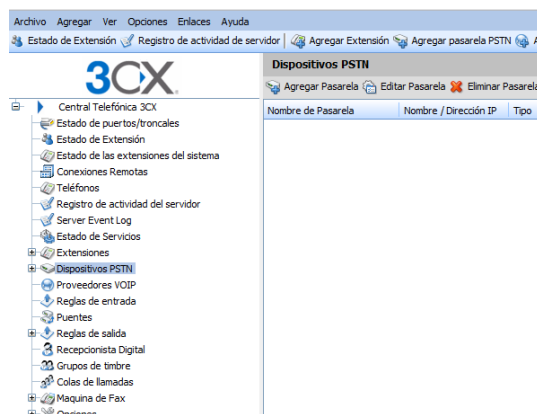 Archivo Agregar Ver Opciones Enlaces Ayuda
Estado de Extensión Registro de actividad de servidor Agregar Extensión Agregar pasarela PSTN
3CX
Dispositivos PSTN
Agregar Pasarela Editar Pasarela Eliminar Pasarela
Nombre de Pasarela Nombre / Dirección IP Tipo
Central Telefónica 3CX
Estado de puertos/troncales
Estado de Extensión
Estado de las extensiones del sistema
Conexiones Remotas
Teléfonos
Registro de actividad del servidor
Server Event Log
Estado de Servicios
Extensiones
Dispositivos PSTN
Proveedores VOIP
Reglas de entrada
Puentes
Reglas de salida
Recepcionista Digital
Grupos de timbre
Colas de llamadas
Maquina de Fax
Opciones